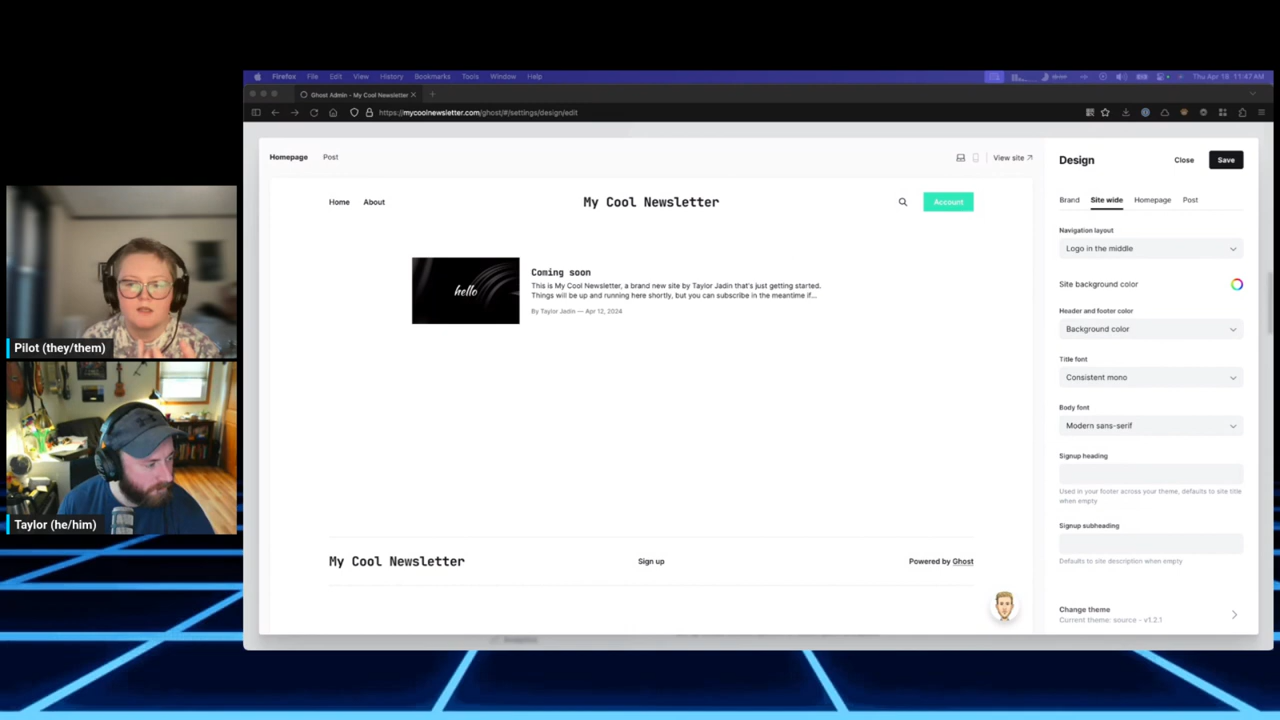 Firefox File Edit View History Bookmarks Tools Window Help
Thu Apr 18 11:47 AM
Ghost Admin - My Cool Newsletter
https://mycoolnewsletter.com/ghost/#/settings/design/edit
Homepage Post
View site
Design
Close
Save
Brand Site wide Homepage Post
Home About
My Cool Newsletter
Account
Navigation layout
Logo in the middle
Site background color
Header and footer color
Background color
Title font
Consistent mono
Body font
Modern sans-serif
Signup heading
Used in your footer across your theme, defaults to site title
when empty
Signup subheading
Defaults to site description when empty
Change theme
Current theme: source - v1.2.1
hello
Coming soon
This is My Cool Newsletter, a brand new site by Taylor Jadin that's just getting started.
Things will be up and running here shortly, but you can subscribe in the meantime if...
By Taylor Jadin — Apr 12, 2024
My Cool Newsletter
Sign up
Powered by Ghost
Pilot (they/them)
Taylor (he/him)